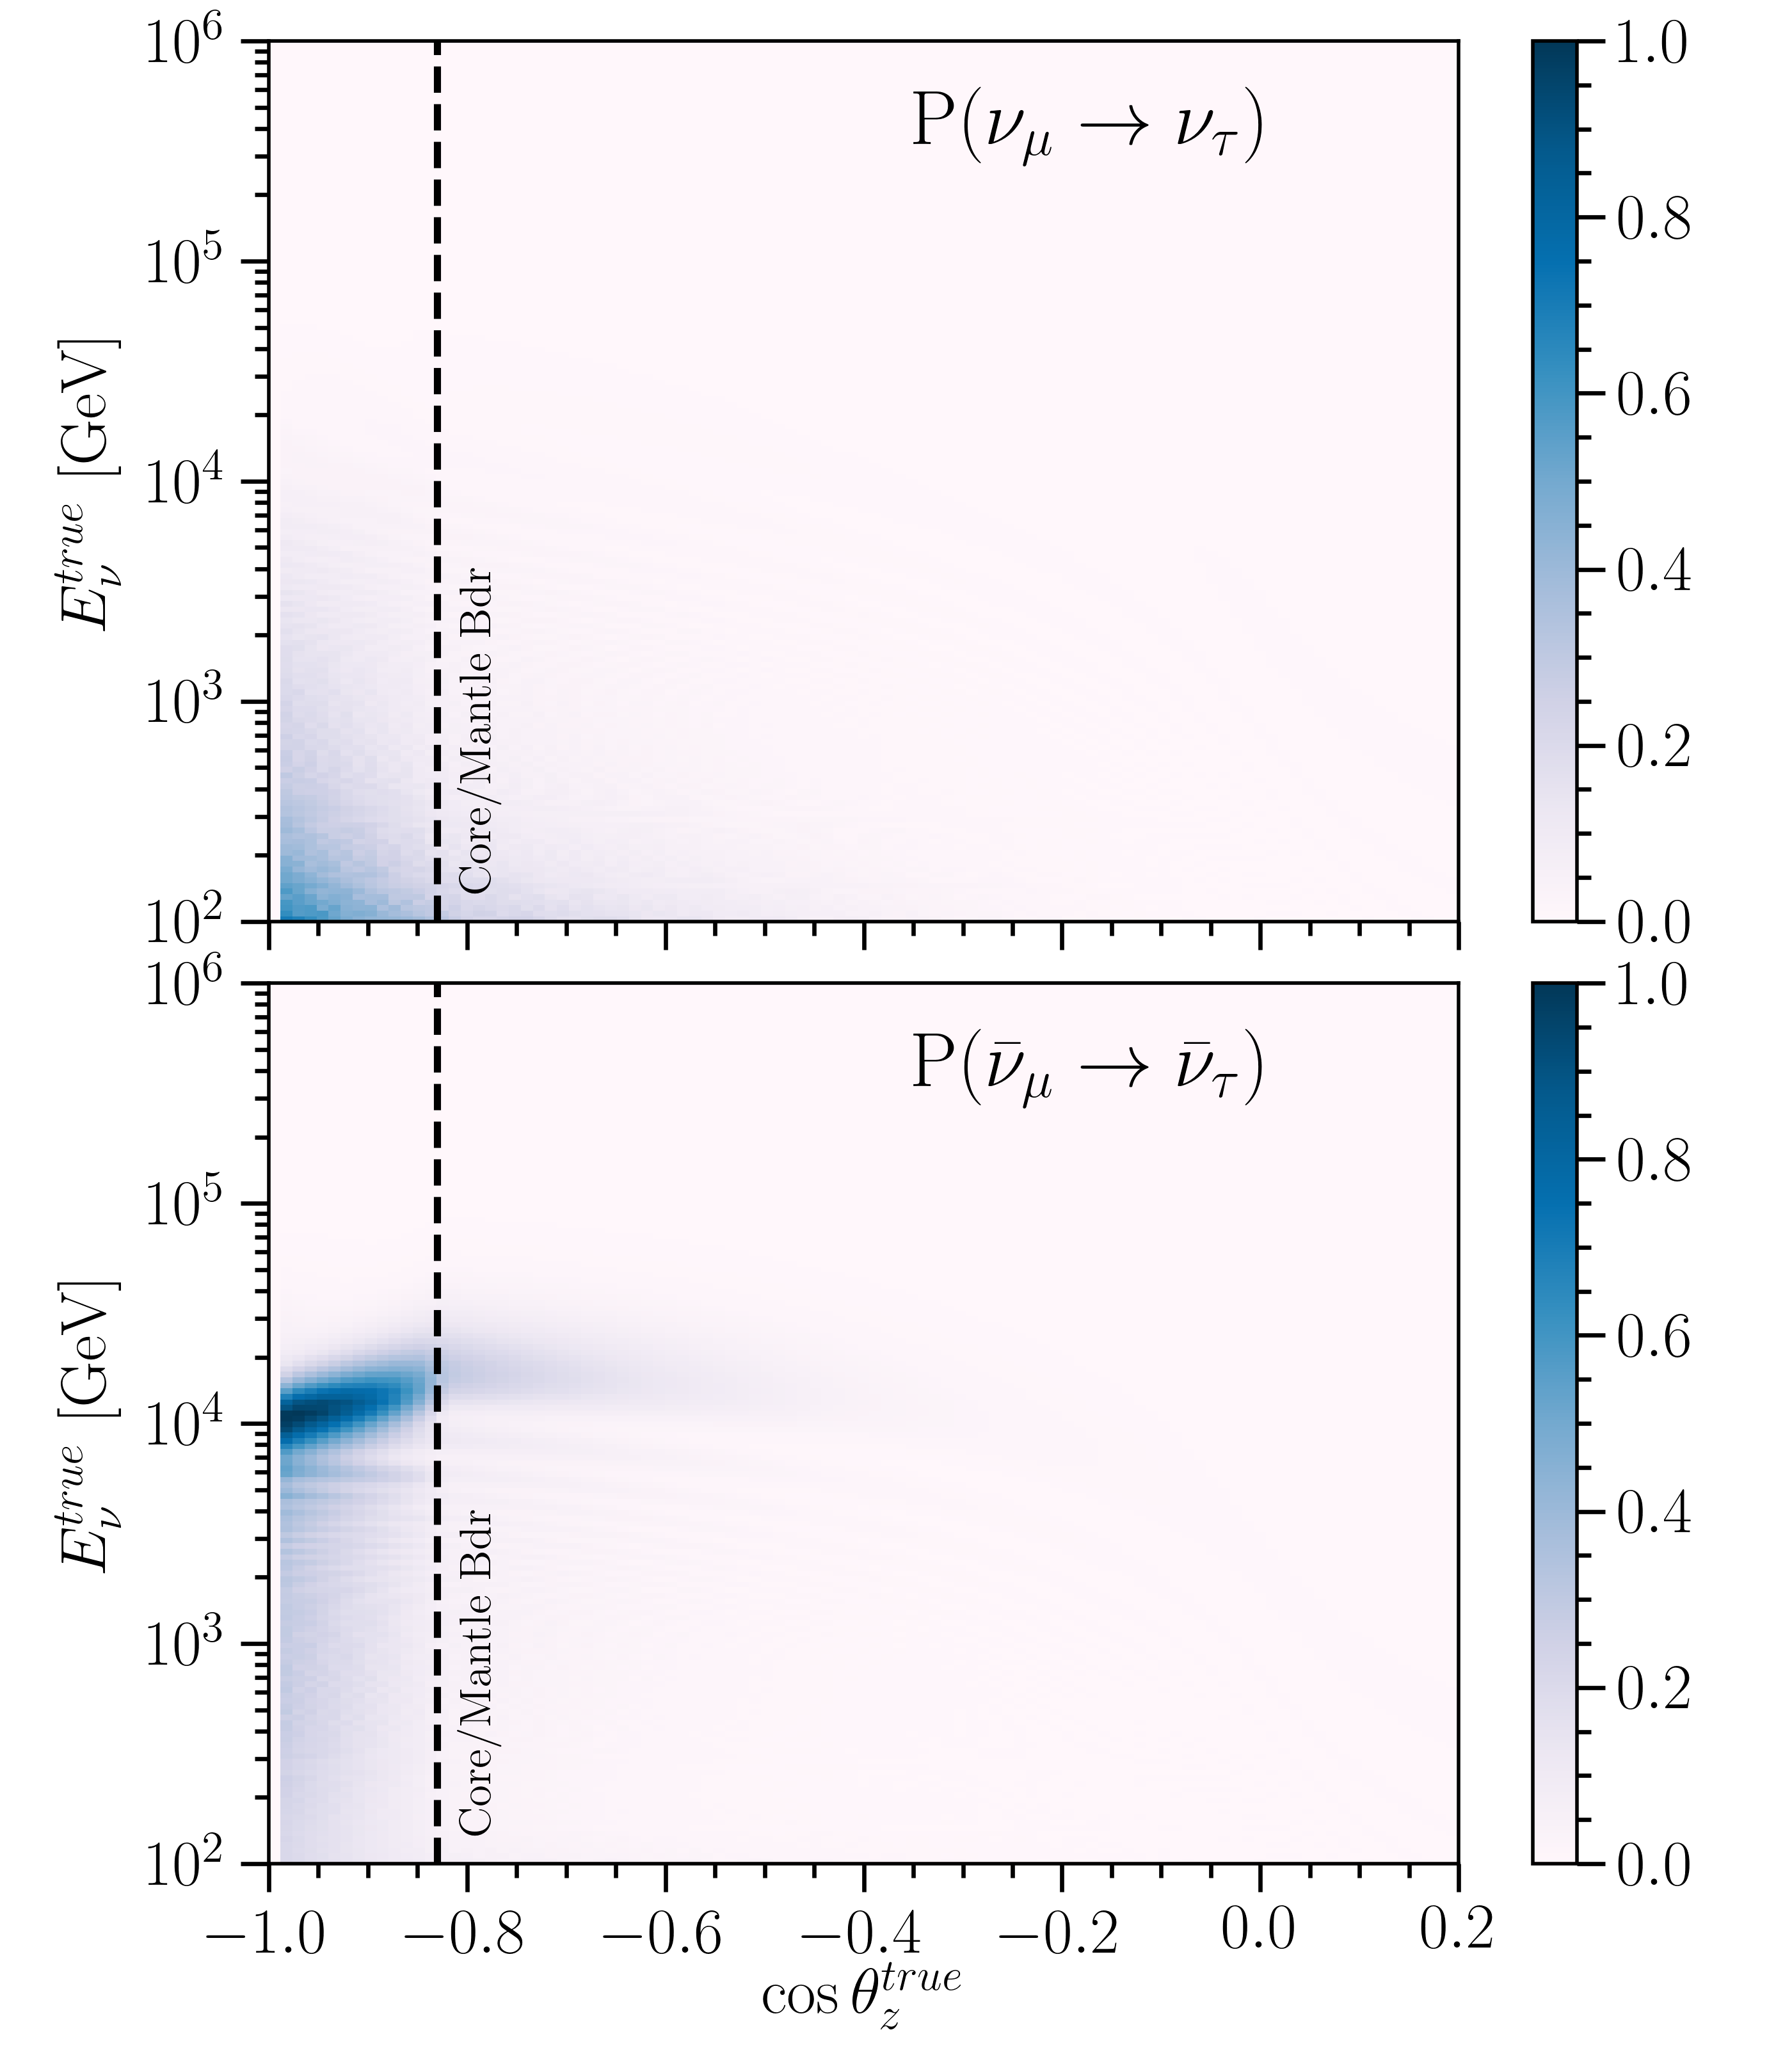 10^6
10^5
10^4
10^3
10^2
E_ν^{true} [GeV]
P(ν_μ → ν_τ)
Core/Mantle Bdr
1.0
0.8
0.6
0.4
0.2
0.0
10^6
10^5
10^4
10^3
10^2
E_ν^{true} [GeV]
P(ν̄_μ → ν̄_τ)
Core/Mantle Bdr
1.0
0.8
0.6
0.4
0.2
0.0
−1.0 −0.8 −0.6 −0.4 −0.2 0.0 0.2
cos θ_z^{true}